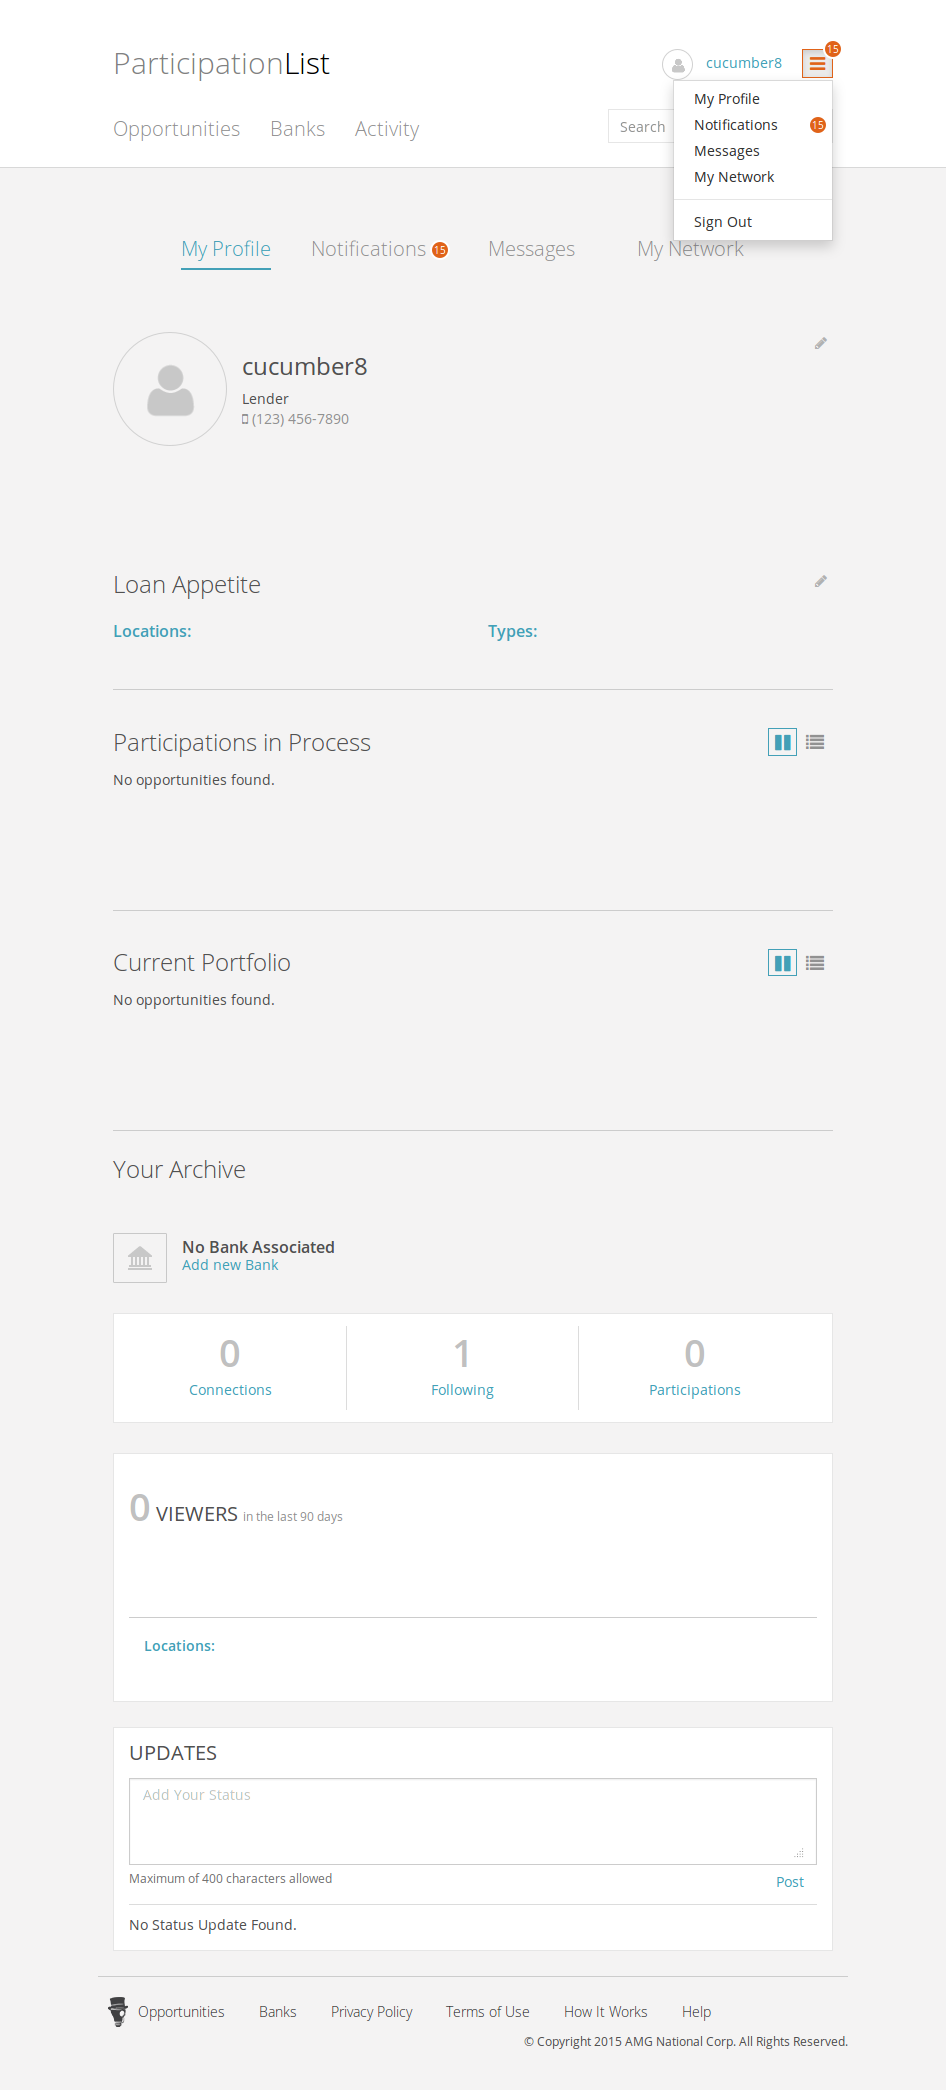 ParticipationList
cucumber8
15
Opportunities Banks Activity
Search
My Profile
Notifications 15
Messages
My Network
Sign Out
My Profile Notifications 15 Messages My Network
cucumber8
Lender
(123) 456-7890
Loan Appetite
Locations: Types:
Participations in Process
No opportunities found.
Current Portfolio
No opportunities found.
Your Archive
No Bank Associated
Add new Bank
0 1 0
Connections Following Participations
0 VIEWERS in the last 90 days
Locations:
UPDATES
Add Your Status
Maximum of 400 characters allowed
Post
No Status Update Found.
Opportunities Banks Privacy Policy Terms of Use How It Works Help
© Copyright 2015 AMG National Corp. All Rights Reserved.